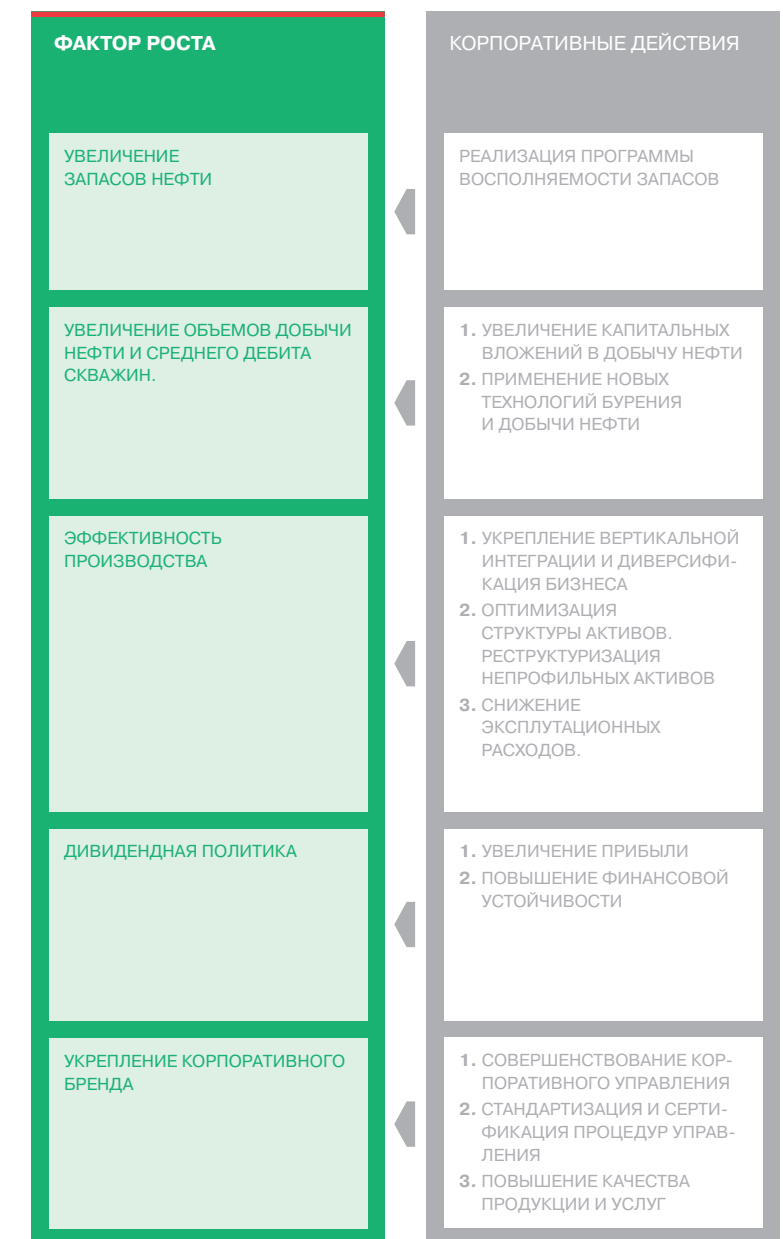 ФАКТОР РОСТА
КОРПОРАТИВНЫЕ ДЕЙСТВИЯ
УВЕЛИЧЕНИЕ
ЗАПАСОВ НЕФТИ
РЕАЛИЗАЦИЯ ПРОГРАММЫ
ВОСПОЛНЯЕМОСТИ ЗАПАСОВ
УВЕЛИЧЕНИЕ ОБЪЕМОВ ДОБЫЧИ
НЕФТИ И СРЕДНЕГО ДЕБИТА
СКВАЖИН.
1. УВЕЛИЧЕНИЕ КАПИТАЛЬНЫХ
ВЛОЖЕНИЙ В ДОБЫЧУ НЕФТИ
2. ПРИМЕНЕНИЕ НОВЫХ
ТЕХНОЛОГИЙ БУРЕНИЯ
И ДОБЫЧИ НЕФТИ
ЭФФЕКТИВНОСТЬ
ПРОИЗВОДСТВА
1. УКРЕПЛЕНИЕ ВЕРТИКАЛЬНОЙ
ИНТЕГРАЦИИ И ДИВЕРСИФИ-
КАЦИЯ БИЗНЕСА
2. ОПТИМИЗАЦИЯ
СТРУКТУРЫ АКТИВОВ.
РЕСТРУКТУРИЗАЦИЯ
НЕПРОФИЛЬНЫХ АКТИВОВ
3. СНИЖЕНИЕ
ЭКСПЛУТАЦИОННЫХ
РАСХОДОВ.
ДИВИДЕНДНАЯ ПОЛИТИКА
1. УВЕЛИЧЕНИЕ ПРИБЫЛИ
2. ПОВЫШЕНИЕ ФИНАНСОВОЙ
УСТОЙЧИВОСТИ
УКРЕПЛЕНИЕ КОРПОРАТИВНОГО
БРЕНДА
1. СОВЕРШЕНСТВОВАНИЕ КОР-
ПОРАТИВНОГО УПРАВЛЕНИЯ
2. СТАНДАРТИЗАЦИЯ И СЕРТИ-
ФИКАЦИЯ ПРОЦЕДУР УПРАВ-
ЛЕНИЯ
3. ПОВЫШЕНИЕ КАЧЕСТВА
ПРОДУКЦИИ И УСЛУГ